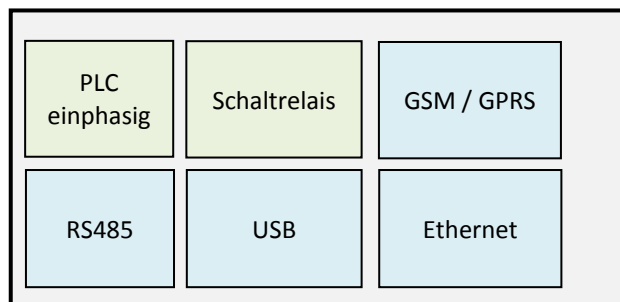 PLC
einphasig
Schaltrelais
GSM / GPRS
RS485
USB
Ethernet